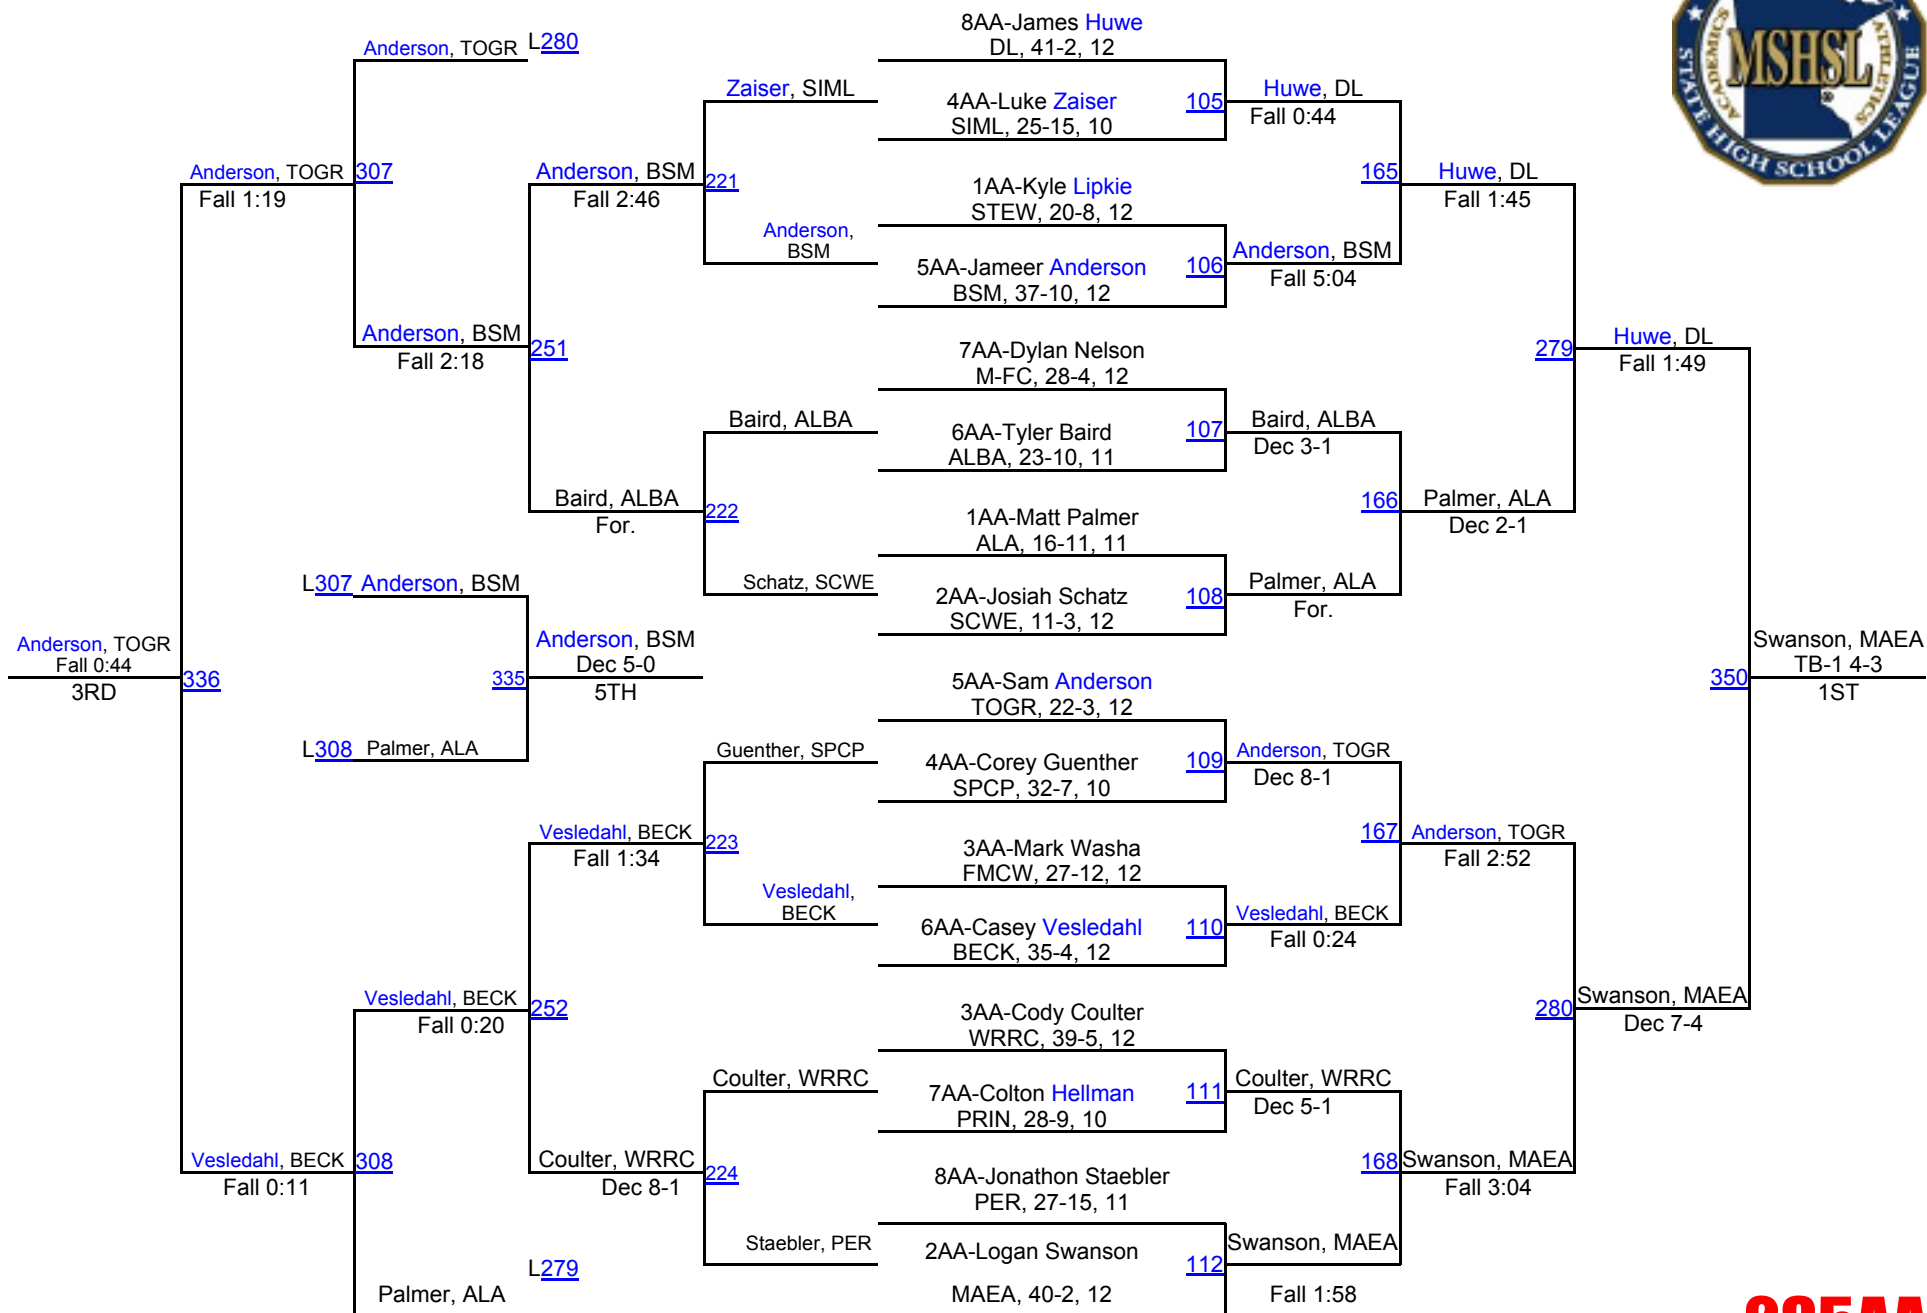 Anderson, TOGR L280
Anderson, TOGR 307
Fall 1:19
Anderson, BSM
Fall 2:46
Anderson, BSM
Fall 2:18
251
Zaiser, SIML
221
Anderson,
BSM
Baird, ALBA
Baird, ALBA
For.
222
Schatz, SCWE
L307 Anderson, BSM
Anderson, TOGR
Fall 0:44
3RD
336
335
Anderson, BSM
Dec 5-0
5TH
L308 Palmer, ALA
Guenther, SPCP
Vesledahl, BECK
Fall 1:34
223
Vesledahl,
BECK
Vesledahl, BECK
Fall 0:20
252
Vesledahl, BECK 308
Fall 0:11
Coulter, WRRC
Coulter, WRRC
Dec 8-1
224
Staebler, PER
L279
Palmer, ALA
8AA-James Huwe
DL, 41-2, 12
4AA-Luke Zaiser
SIML, 25-15, 10
105
1AA-Kyle Lipkie
STEW, 20-8, 12
5AA-Jameer Anderson
BSM, 37-10, 12
106
7AA-Dylan Nelson
M-FC, 28-4, 12
6AA-Tyler Baird
ALBA, 23-10, 11
107
1AA-Matt Palmer
ALA, 16-11, 11
2AA-Josiah Schatz
SCWE, 11-3, 12
108
5AA-Sam Anderson
TOGR, 22-3, 12
4AA-Corey Guenther
SPCP, 32-7, 10
109
3AA-Mark Washa
FMCW, 27-12, 12
6AA-Casey Vesledahl
BECK, 35-4, 12
110
3AA-Cody Coulter
WRRC, 39-5, 12
7AA-Colton Hellman
PRIN, 28-9, 10
111
8AA-Jonathon Staebler
PER, 27-15, 11
2AA-Logan Swanson
MAEA, 40-2, 12
112
Huwe, DL
Fall 0:44
165
Anderson, BSM
Fall 5:04
Huwe, DL
Fall 1:45
Baird, ALBA
Dec 3-1
166
Palmer, ALA
For.
Palmer, ALA
Dec 2-1
279
Huwe, DL
Fall 1:49
Anderson, TOGR
Dec 8-1
167
Vesledahl, BECK
Fall 0:24
Anderson, TOGR
Fall 2:52
Coulter, WRRC
Dec 5-1
168
Swanson, MAEA
Fall 1:58
Swanson, MAEA
Fall 3:04
280
Swanson, MAEA
Dec 7-4
350
Swanson, MAEA
TB-1 4-3
1ST
MSHSL
ACADEMICS
ATHLETICS
STATE HIGH SCHOOL LEAGUE